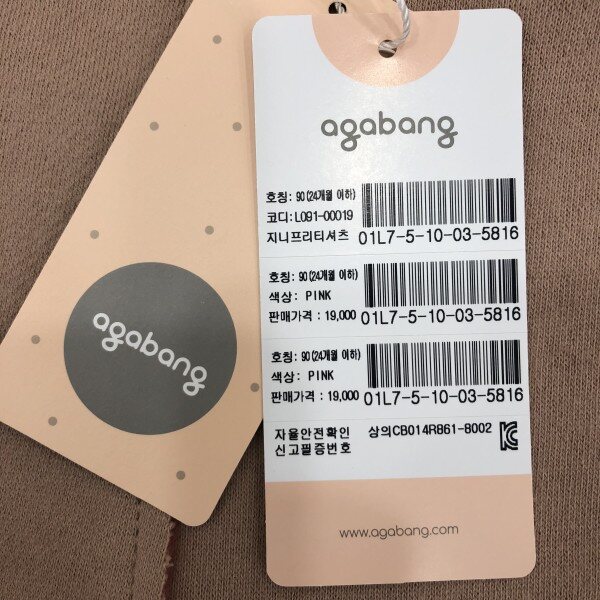 agabang
호칭: 90(24개월 이하)
코디:L091-00019
지니프리티셔츠 01L7-5-10-03-5816
호칭: 90(24개월 이하)
색상: PINK
판매가격 : 19,000 01L7-5-10-03-5816
호칭: 90(24개월 이하)
색상: PINK
판매가격 : 19,000 01L7-5-10-03-5816
자율안전확인 상의CB014R861-8002
신고필증번호
www.agabang.com
agabang